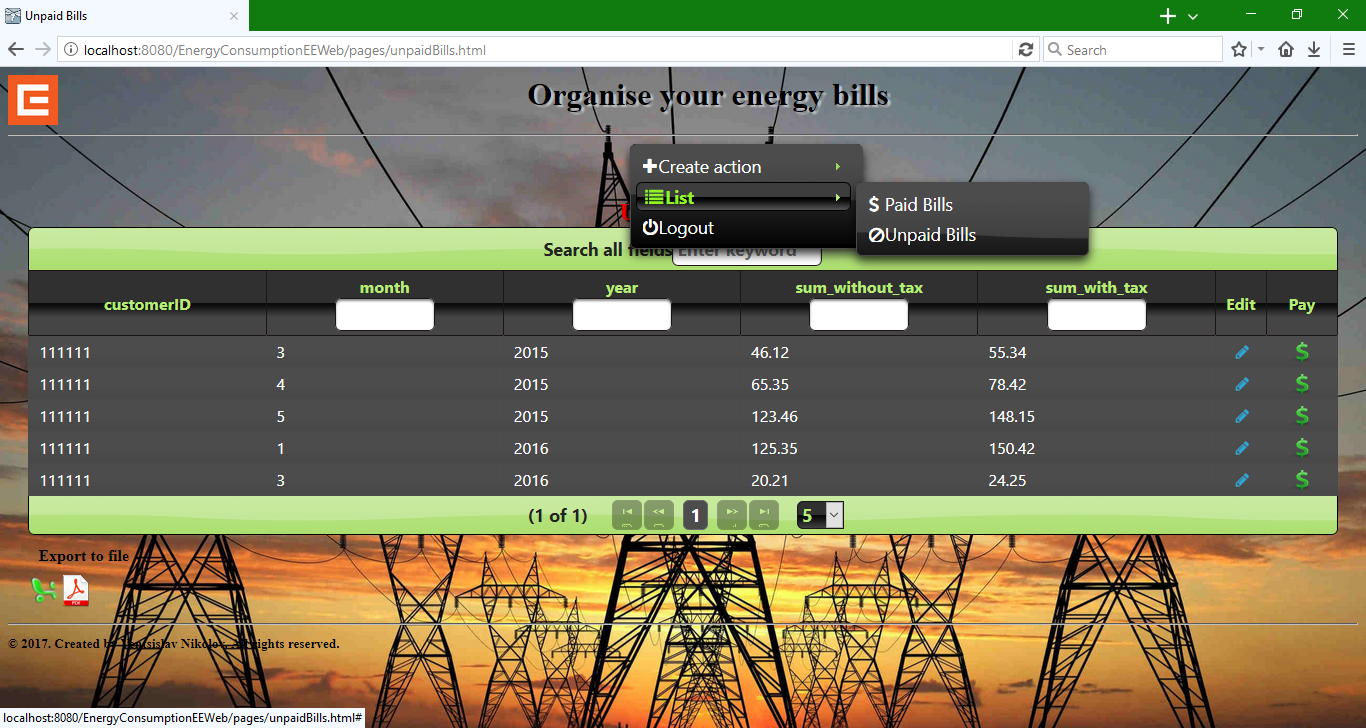 Unpaid Bills
localhost:8080/EnergyConsumptionEEWeb/pages/unpaidBills.html
Search
Organise your energy bills
Create action
List
Logout
Paid Bills
Unpaid Bills
Search all fields Enter keyword
customerID month year sum_without_tax sum_with_tax Edit Pay
111111 3 2015 46.12 55.34
111111 4 2015 65.35 78.42
111111 5 2015 123.46 148.15
111111 1 2016 125.35 150.42
111111 3 2016 20.21 24.25
(1 of 1) 1 5
Export to file
PDF
© 2017. Created by Nikolov. All rights reserved.
localhost:8080/EnergyConsumptionEEWeb/pages/unpaidBills.html#